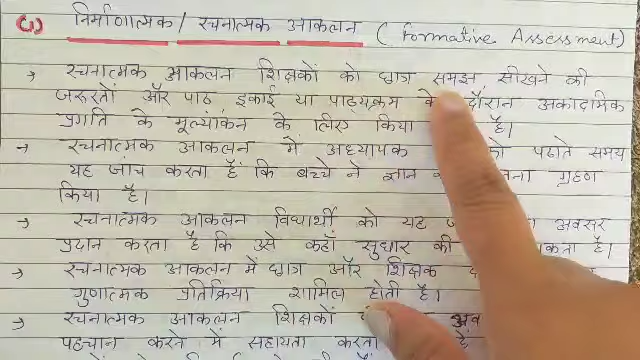 (1) निर्माणात्मक / रचनात्मक आकलन (Formative Assessment)
→ रचनात्मक आकलन शिक्षकों को छात्र समझ सीखने की
जरूरतों और पाठ इकाई या पाठ्यक्रम के दौरान अकादमिक
प्रगति के मूल्यांकन के लिए किया है।
→ रचनात्मक आकलन में अध्यापक को पढाते समय
यह जांच करता है कि बच्चे ने ज्ञान ग्रहण
किया है।
→ रचनात्मक आकलन विद्यार्थी को यह अवसर
प्रदान करता है कि उसे कहाँ सुधार की है।
→ रचनात्मक आकलन में छात्र और शिक्षक
गुणात्मक प्रतिक्रिया शामिल होती है।
→ रचनात्मक आकलन शिक्षकों
पहचान करने में सहायता करता